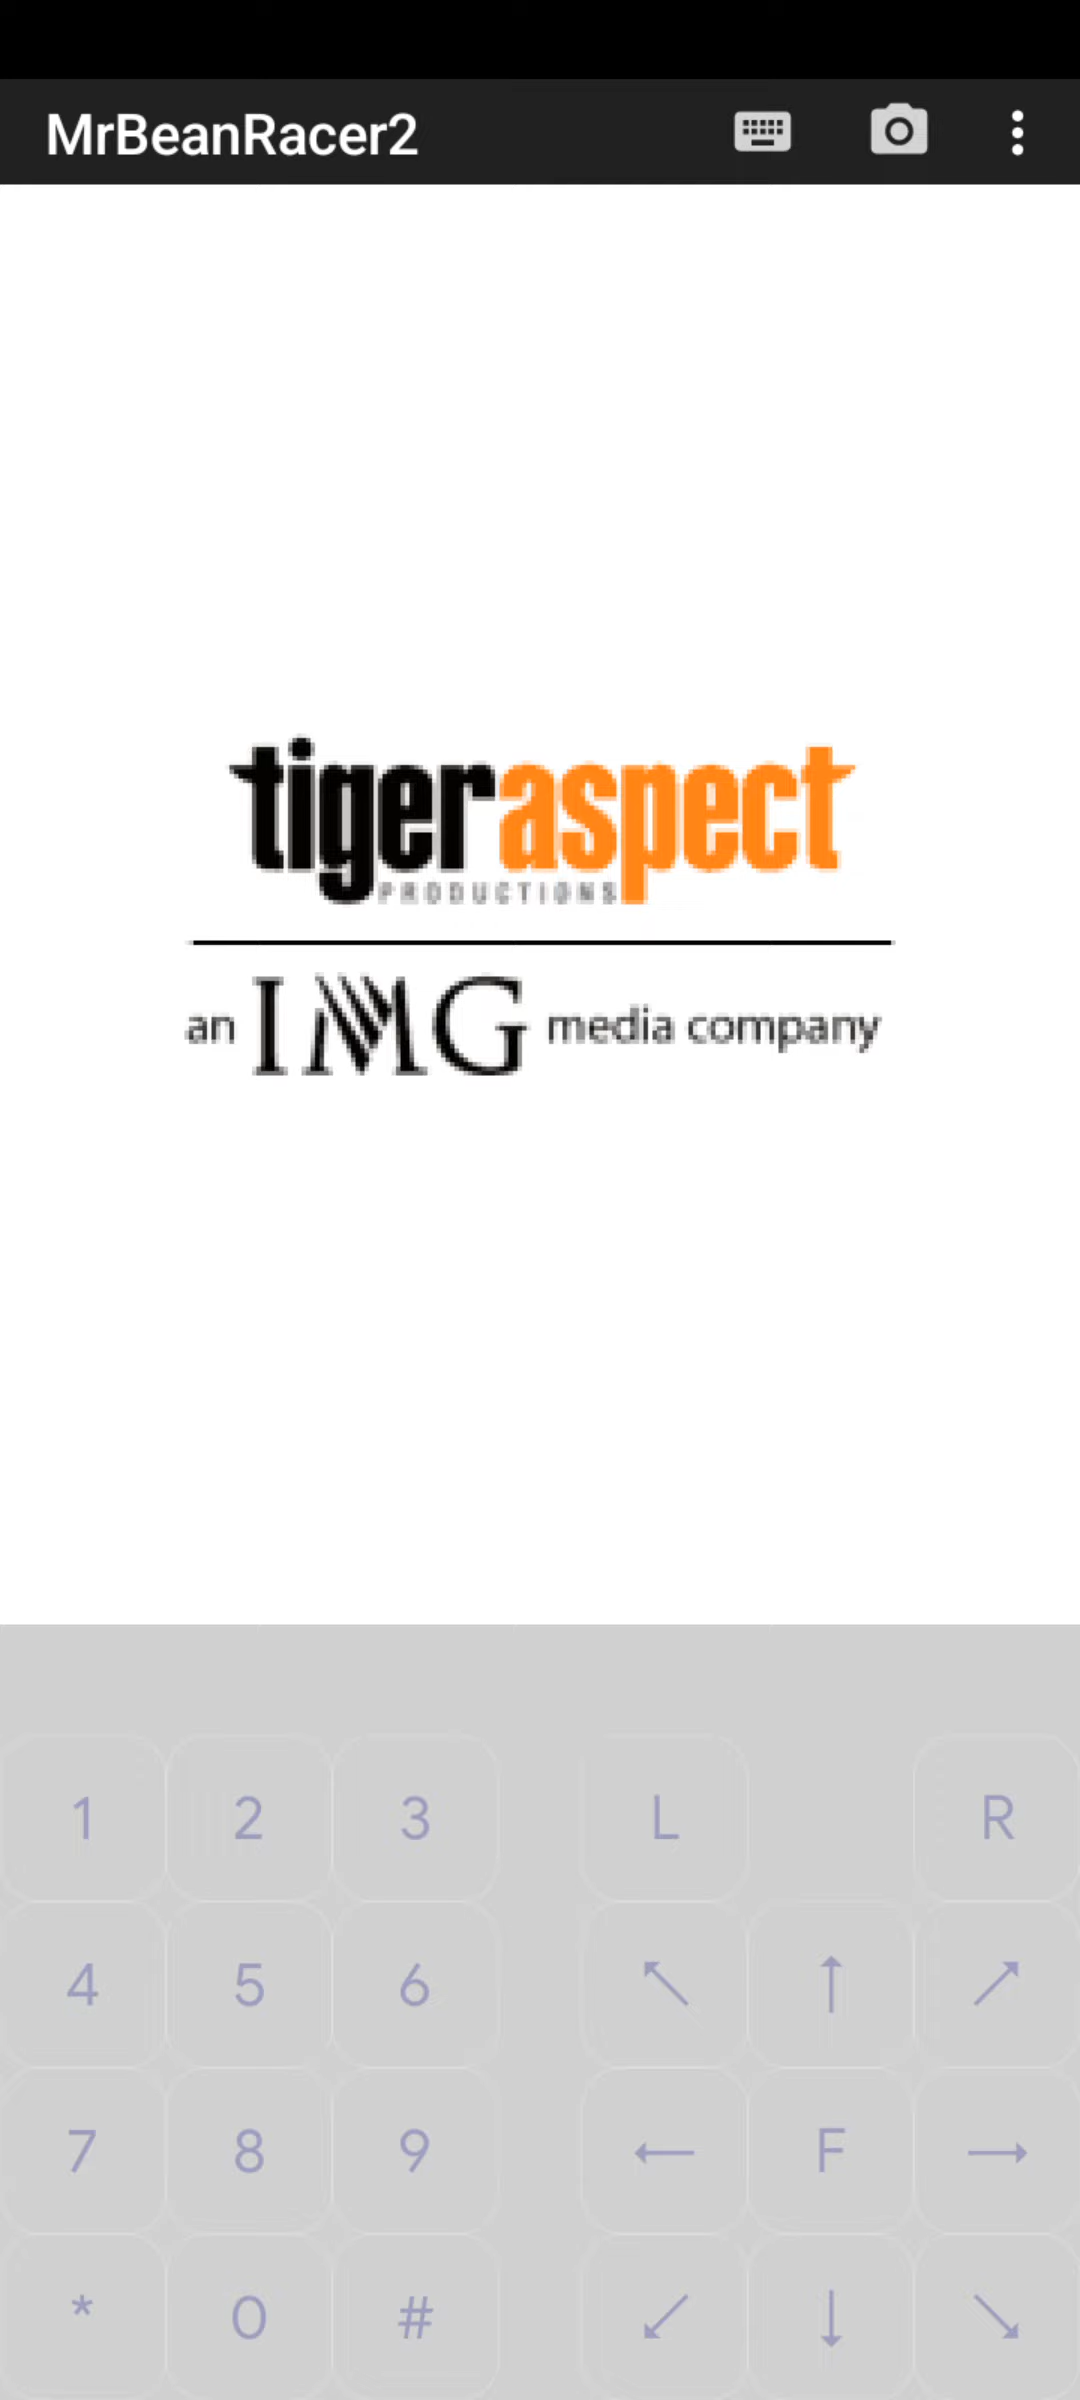 MrBeanRacer2
tigeraspect
PRODUCTIONS
an IMG media company
1 2 3 L R
4 5 6 ↖ ↑ ↗
7 8 9 ← F →
* 0 # ↙ ↓ ↘